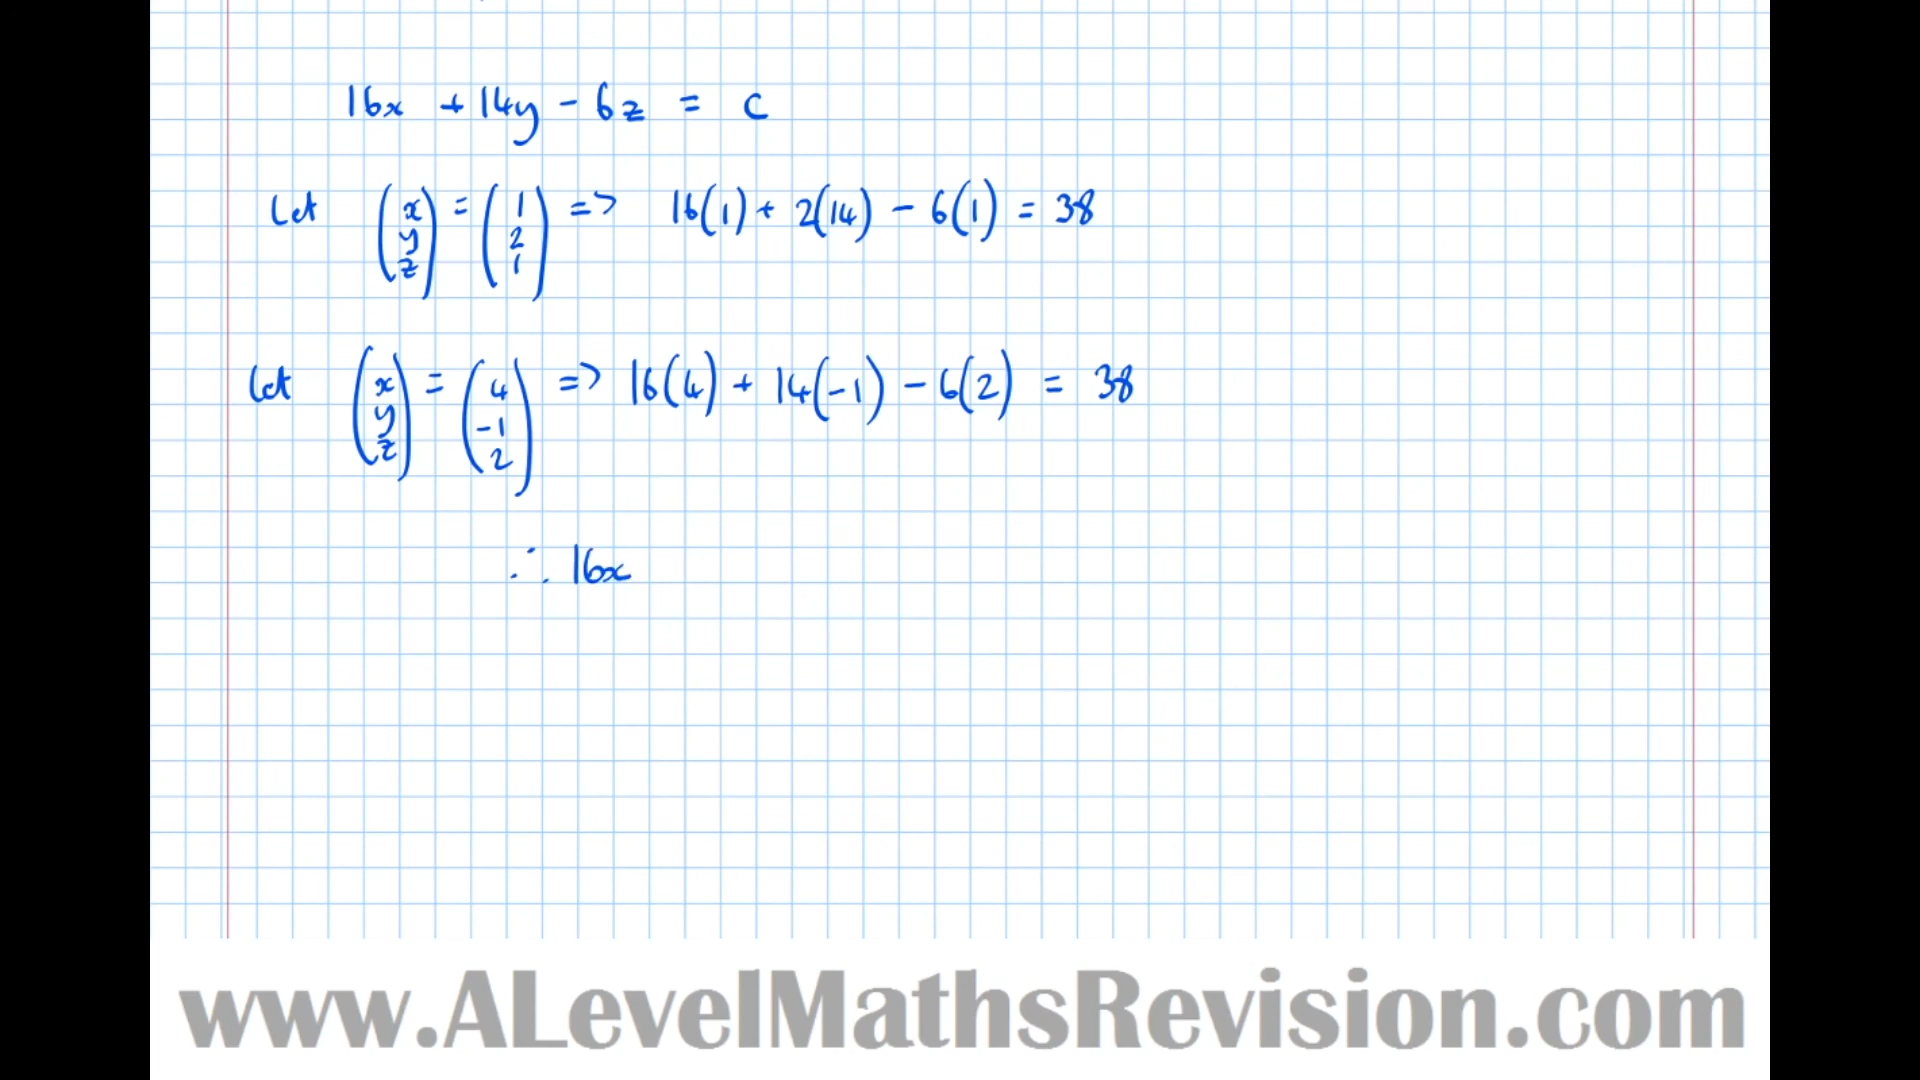 16x + 14y - 6z = c
Let (x y z) = (1 2 1) => 16(1) + 2(14) - 6(1) = 38
Let (x y z) = (4 -1 2) => 16(4) + 14(-1) - 6(2) = 38
∴ 16x
www.ALevelMathsRevision.com